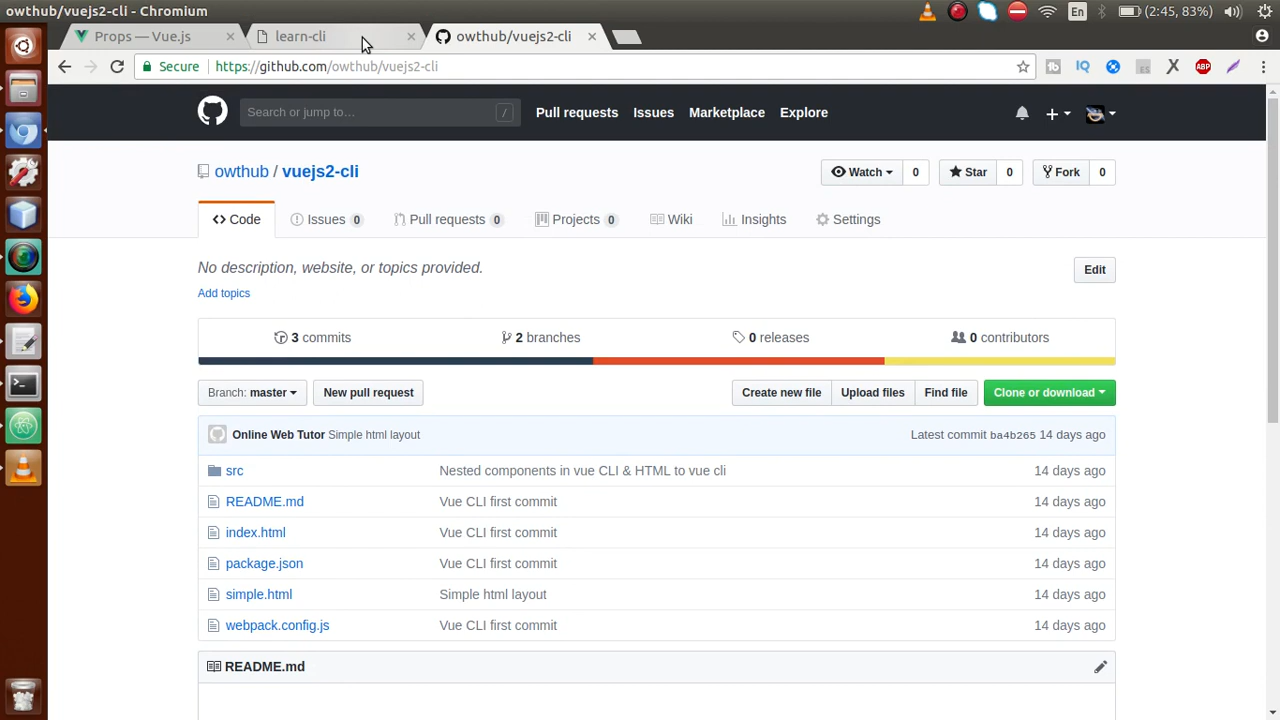 owthub/vuejs2-cli - Chromium
En
(2:45, 83%)
Props — Vue.js
learn-cli
owthub/vuejs2-cli
Secure
https://github.com/owthub/vuejs2-cli
IQ
ES
X
ABP
Search or jump to…
/
Pull requests
Issues
Marketplace
Explore
owthub / vuejs2-cli
Watch 0
Star 0
Fork 0
Code
Issues 0
Pull requests 0
Projects 0
Wiki
Insights
Settings
No description, website, or topics provided.
Edit
Add topics
3 commits
2 branches
0 releases
0 contributors
Branch: master
New pull request
Create new file
Upload files
Find file
Clone or download
Online Web Tutor Simple html layout
Latest commit ba4b265 14 days ago
src Nested components in vue CLI & HTML to vue cli 14 days ago
README.md Vue CLI first commit 14 days ago
index.html Vue CLI first commit 14 days ago
package.json Vue CLI first commit 14 days ago
simple.html Simple html layout 14 days ago
webpack.config.js Vue CLI first commit 14 days ago
README.md